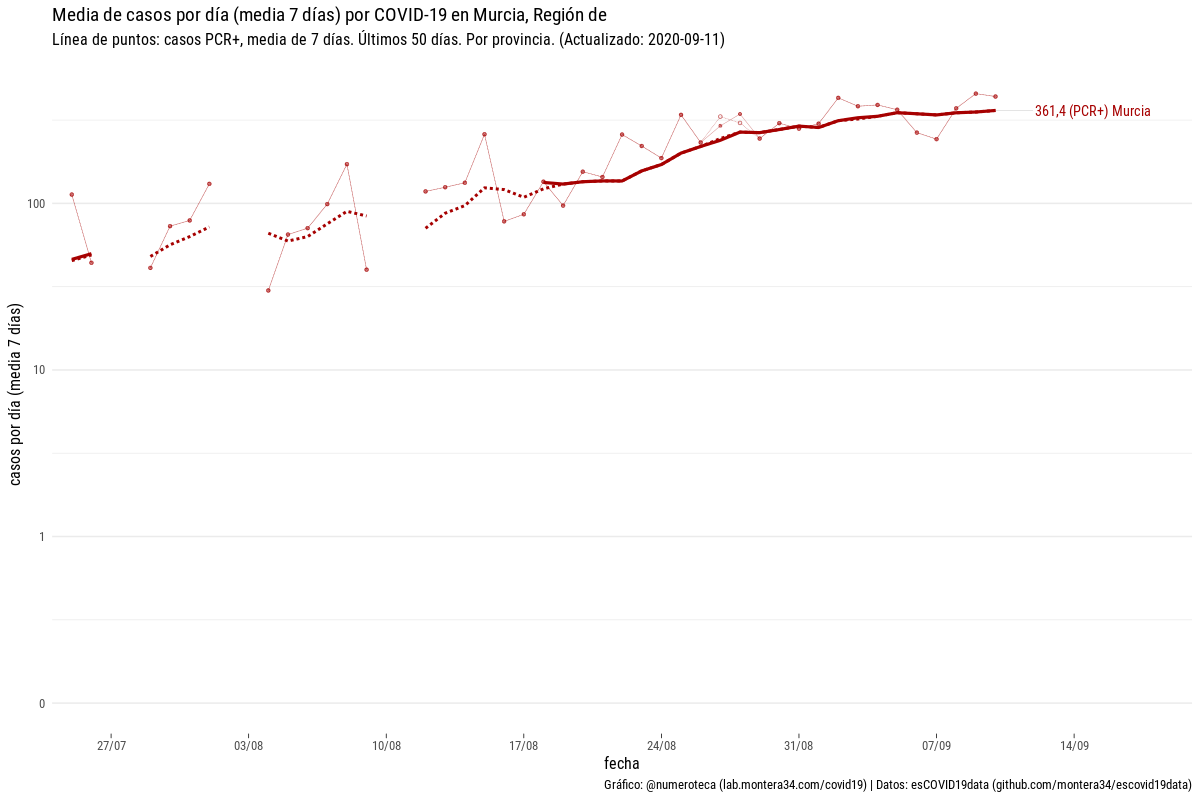 Media de casos por día (media 7 días) por COVID-19 en Murcia, Región de
Línea de puntos: casos PCR+, media de 7 días. Últimos 50 días. Por provincia. (Actualizado: 2020-09-11)
361,4 (PCR+) Murcia
100
10
1
0
casos por día (media 7 días)
27/07 03/08 10/08 17/08 24/08 31/08 07/09 14/09
fecha
Gráfico: @numeroteca (lab.montera34.com/covid19) | Datos: esCOVID19data (github.com/montera34/escovid19data)